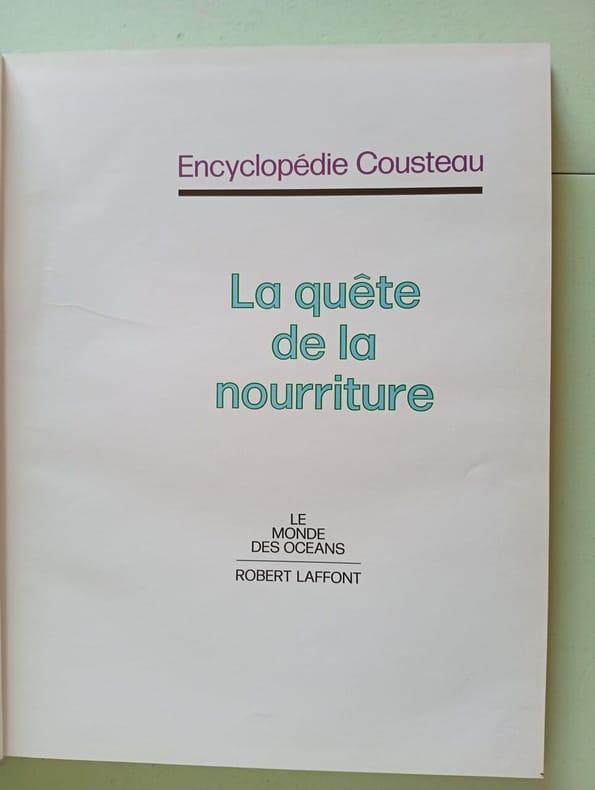 Encyclopédie Cousteau
La quête
de la
nourriture
LE
MONDE
DES OCEANS
ROBERT LAFFONT